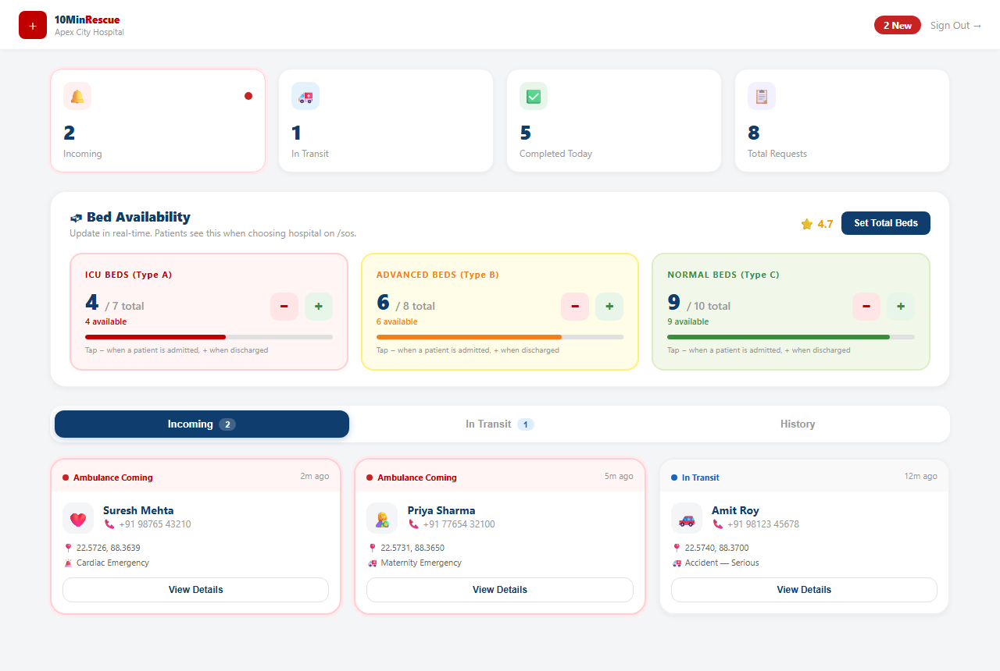 10MinRescue
Apex City Hospital
2 New
Sign Out →
2
Incoming
1
In Transit
5
Completed Today
8
Total Requests
Bed Availability
Update in real-time. Patients see this when choosing hospital on /sos.
4.7
Set Total Beds
ICU BEDS (Type A)
4 / 7 total
− +
4 available
Tap − when a patient is admitted, + when discharged
ADVANCED BEDS (Type B)
6 / 8 total
− +
6 available
Tap − when a patient is admitted, + when discharged
NORMAL BEDS (Type C)
9 / 10 total
− +
9 available
Tap − when a patient is admitted, + when discharged
Incoming 2
In Transit 1
History
Ambulance Coming
2m ago
Suresh Mehta
+91 98765 43210
22.5726, 88.3639
Cardiac Emergency
View Details
Ambulance Coming
5m ago
Priya Sharma
+91 77654 32100
22.5731, 88.3650
Maternity Emergency
View Details
In Transit
12m ago
Amit Roy
+91 98123 45678
22.5740, 88.3700
Accident — Serious
View Details